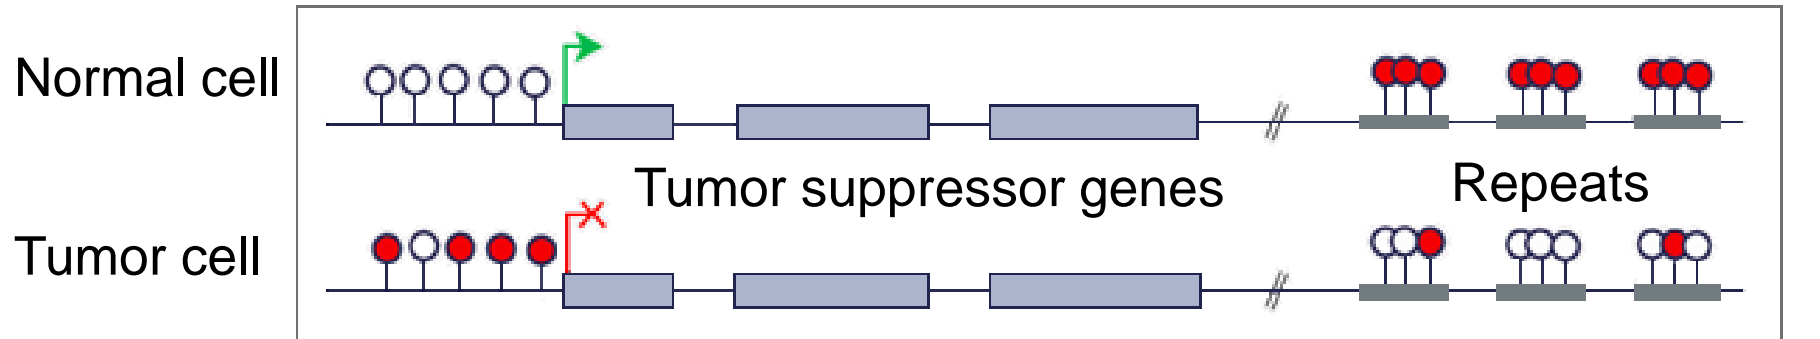 Normal cell
Tumor suppressor genes
Repeats
Tumor cell